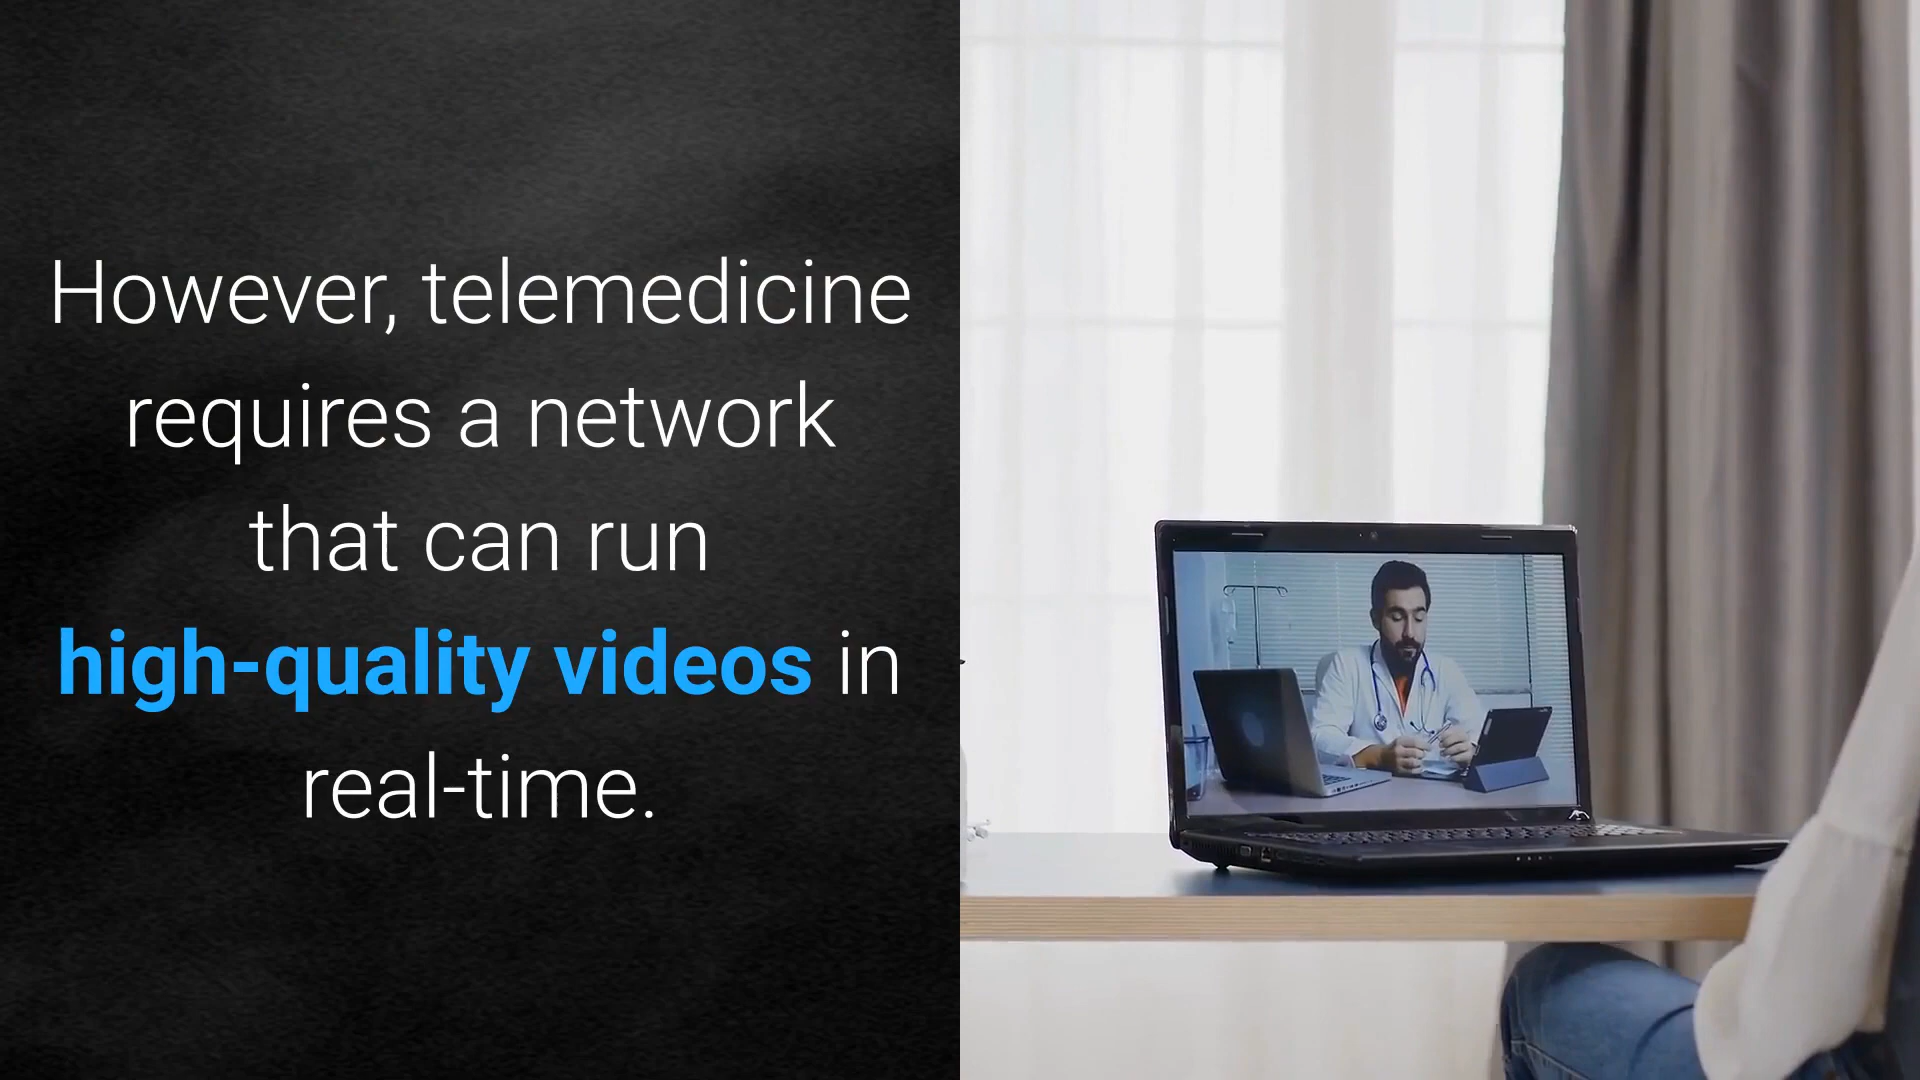 However, telemedicine
requires a network
that can run
high-quality videos in
real-time.